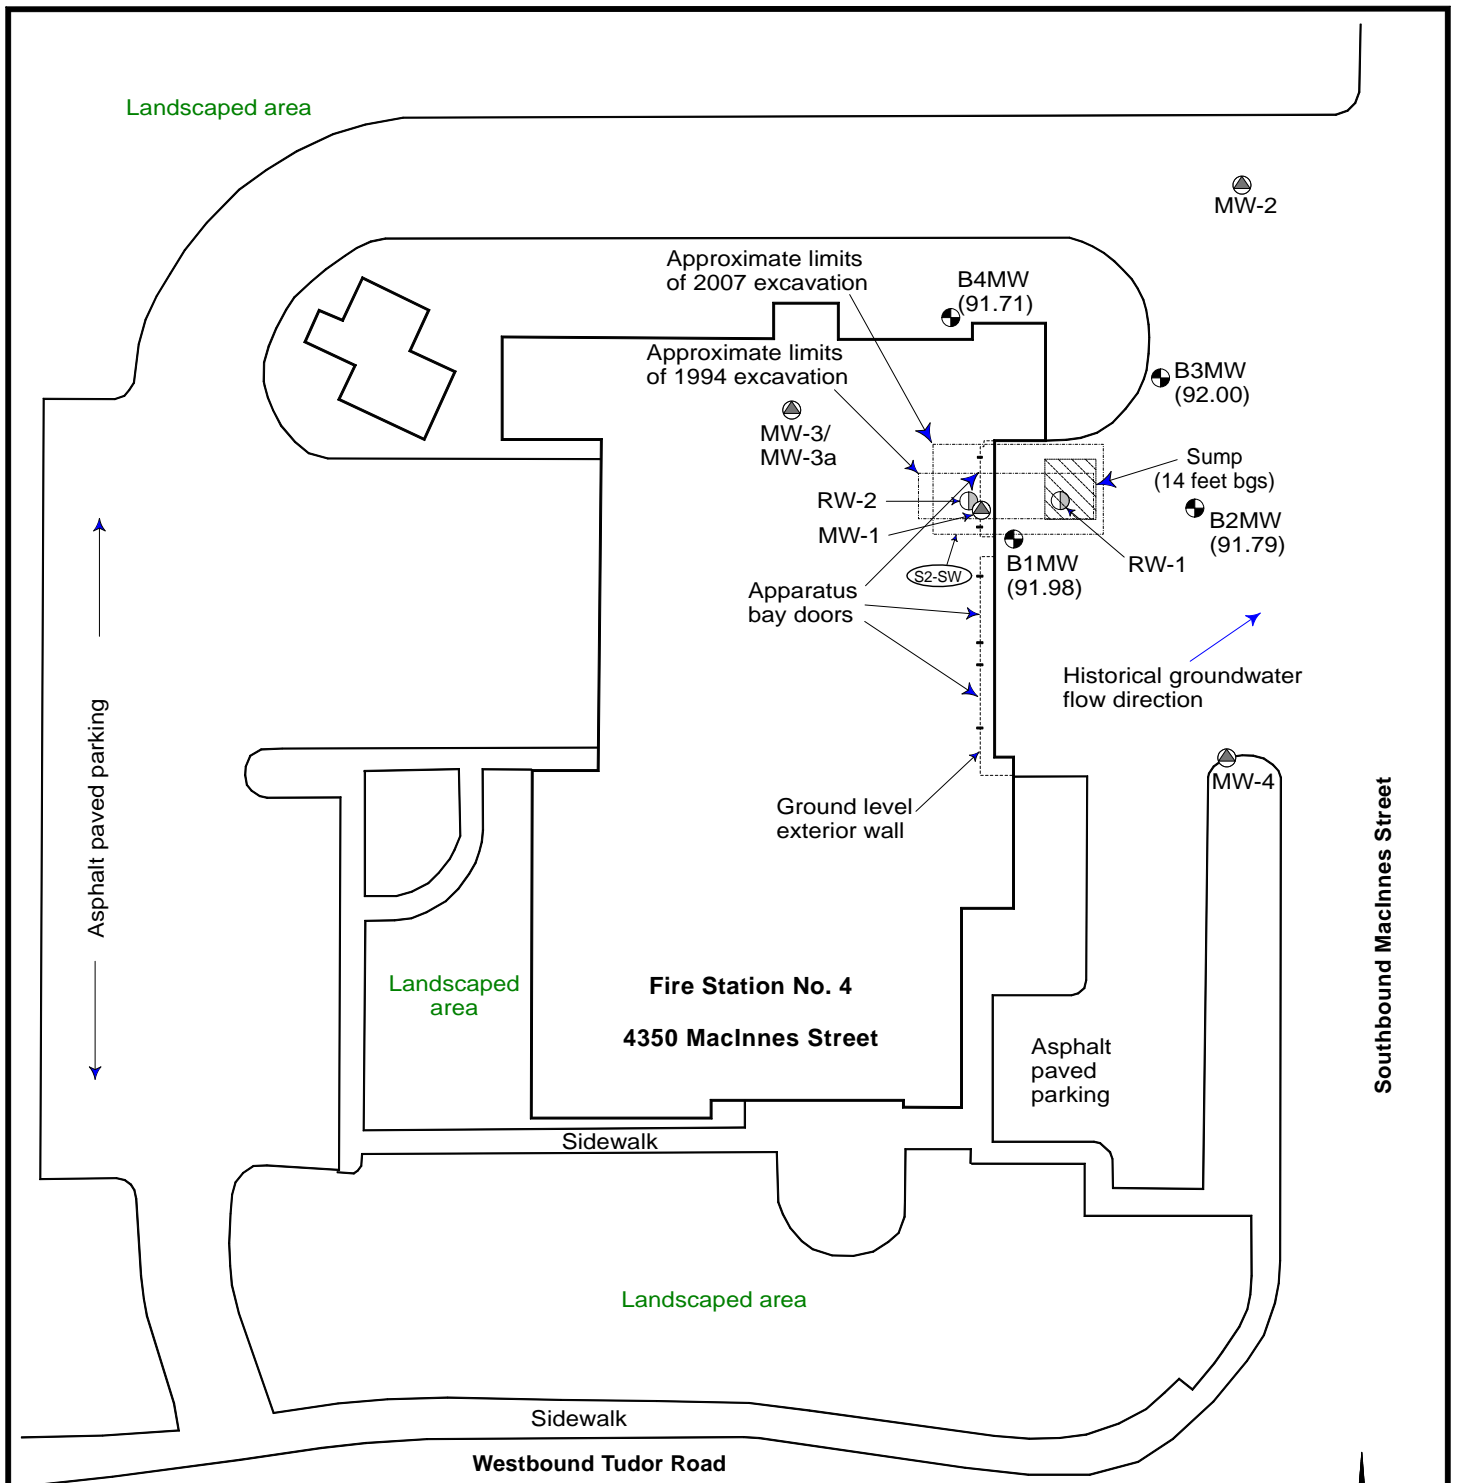 Landscaped area
MW-2
Approximate limits
of 2007 excavation
B4MW
(91.71)
Approximate limits
of 1994 excavation
B3MW
(92.00)
MW-3/
MW-3a
Sump
(14 feet bgs)
RW-2
MW-1
B2MW
(91.79)
B1MW
(91.98)
RW-1
S2-SW
Apparatus
bay doors
Historical groundwater
flow direction
Asphalt paved parking
MW-4
Ground level
exterior wall
Southbound MacInnes Street
Landscaped
area
Fire Station No. 4
4350 MacInnes Street
Asphalt
paved
parking
Sidewalk
Landscaped area
Sidewalk
Westbound Tudor Road